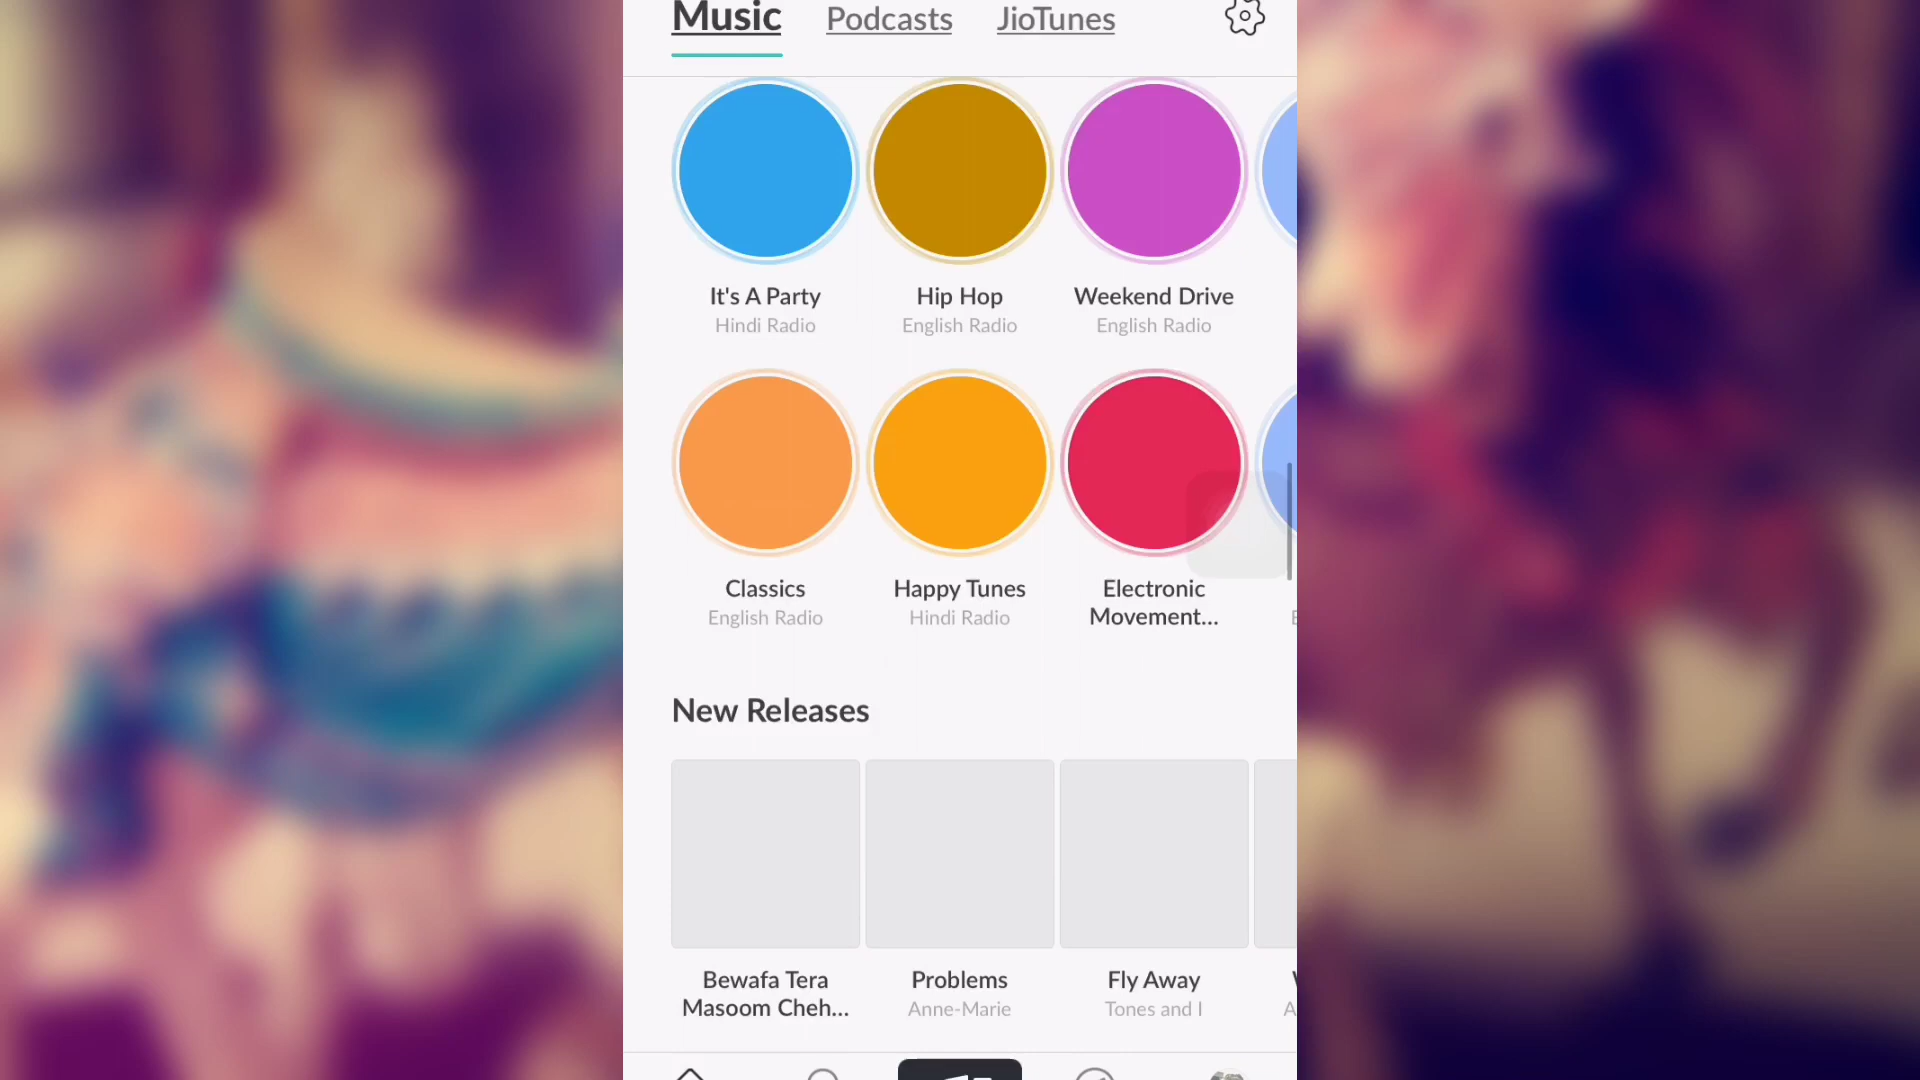 Music Podcasts JioTunes
It's A Party Hip Hop Weekend Drive
Hindi Radio English Radio English Radio
Classics Happy Tunes Electronic
Movement...
English Radio Hindi Radio
New Releases
Bewafa Tera Problems Fly Away
Masoom Cheh... Anne-Marie Tones and I